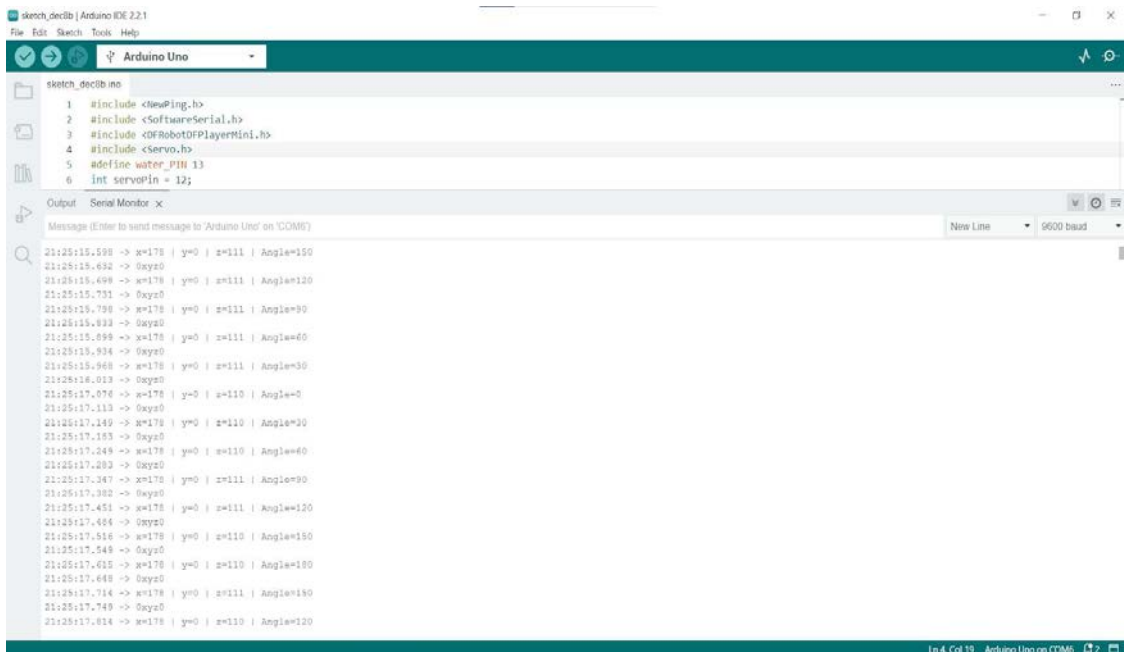 sketch_dec8b | Arduino IDE 2.2.1
File Edit Sketch Tools Help
Arduino Uno
sketch_dec8b.ino
1 #include <NewPing.h>
2 #include <SoftwareSerial.h>
3 #include <DFRobotDFPlayerMini.h>
4 #include <Servo.h>
5 #define water_PIN 13
6 int servoPin = 12;
Output Serial Monitor x
Message (Enter to send message to 'Arduino Uno' on 'COM6')
New Line 9600 baud
21:25:15.598 -> x=178 | y=0 | z=111 | Angle=150
21:25:15.632 -> 0xyz0
21:25:15.698 -> x=178 | y=0 | z=111 | Angle=120
21:25:15.731 -> 0xyz0
21:25:15.798 -> x=178 | y=0 | z=111 | Angle=90
21:25:15.833 -> 0xyz0
21:25:15.899 -> x=178 | y=0 | z=111 | Angle=60
21:25:15.934 -> 0xyz0
21:25:15.968 -> x=178 | y=0 | z=111 | Angle=30
21:25:16.013 -> 0xyz0
21:25:17.078 -> x=178 | y=0 | z=110 | Angle=0
21:25:17.113 -> 0xyz0
21:25:17.149 -> x=178 | y=0 | z=110 | Angle=30
21:25:17.183 -> 0xyz0
21:25:17.249 -> x=178 | y=0 | z=110 | Angle=60
21:25:17.283 -> 0xyz0
21:25:17.347 -> x=178 | y=0 | z=111 | Angle=90
21:25:17.382 -> 0xyz0
21:25:17.451 -> x=178 | y=0 | z=111 | Angle=120
21:25:17.484 -> 0xyz0
21:25:17.516 -> x=178 | y=0 | z=110 | Angle=150
21:25:17.549 -> 0xyz0
21:25:17.615 -> x=178 | y=0 | z=110 | Angle=180
21:25:17.648 -> 0xyz0
21:25:17.714 -> x=178 | y=0 | z=111 | Angle=150
21:25:17.749 -> 0xyz0
21:25:17.814 -> x=178 | y=0 | z=110 | Angle=120
Ln 4, Col 19 Arduino Uno on COM6 2